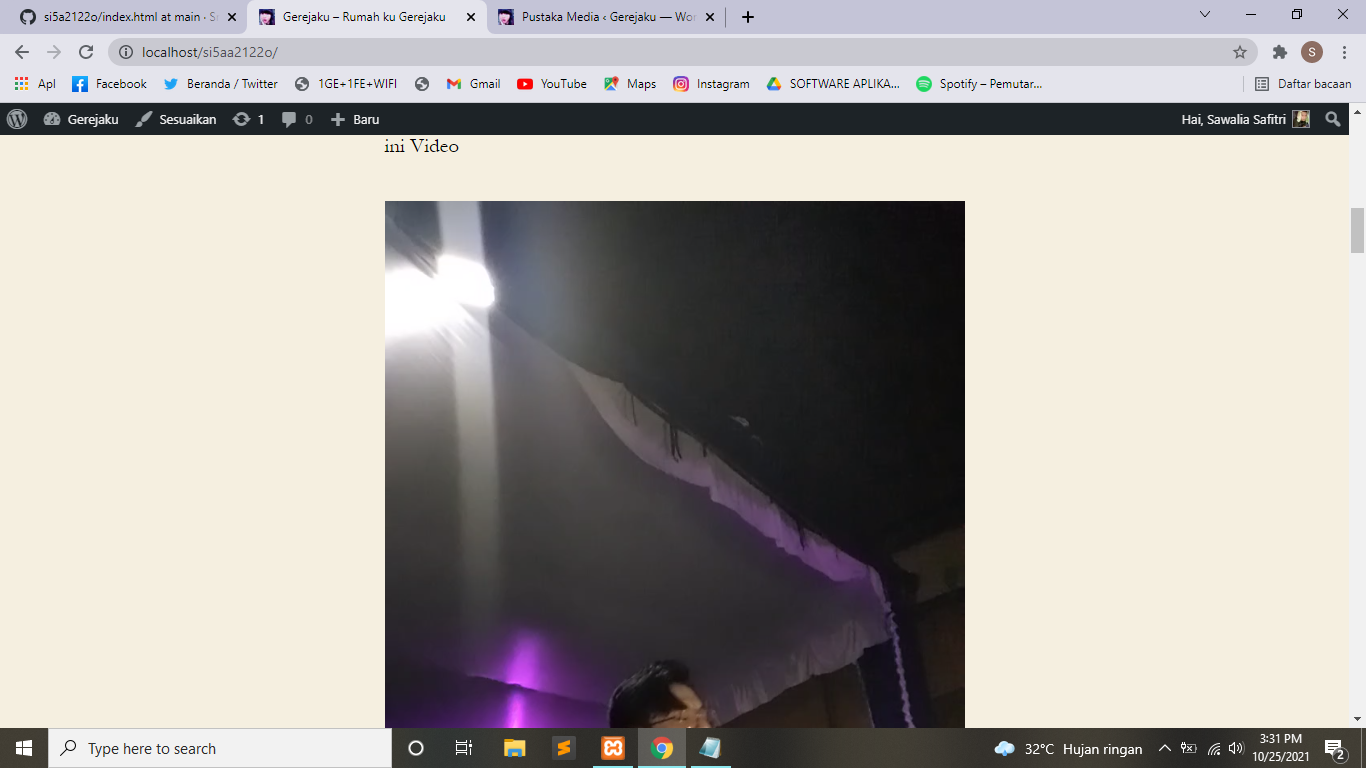 si5a2122o/index.html at main · S
Gerejaku – Rumah ku Gerejaku
Pustaka Media ‹ Gerejaku — Wor
localhost/si5aa2122o/
S
Apl
Facebook
Beranda / Twitter
1GE+1FE+WIFI
Gmail
YouTube
Maps
Instagram
SOFTWARE APLIKA...
Spotify – Pemutar...
Daftar bacaan
Gerejaku
Sesuaikan
1
0
Baru
Hai, Sawalia Safitri
ini Video
Type here to search
32°C Hujan ringan
3:31 PM
10/25/2021
2